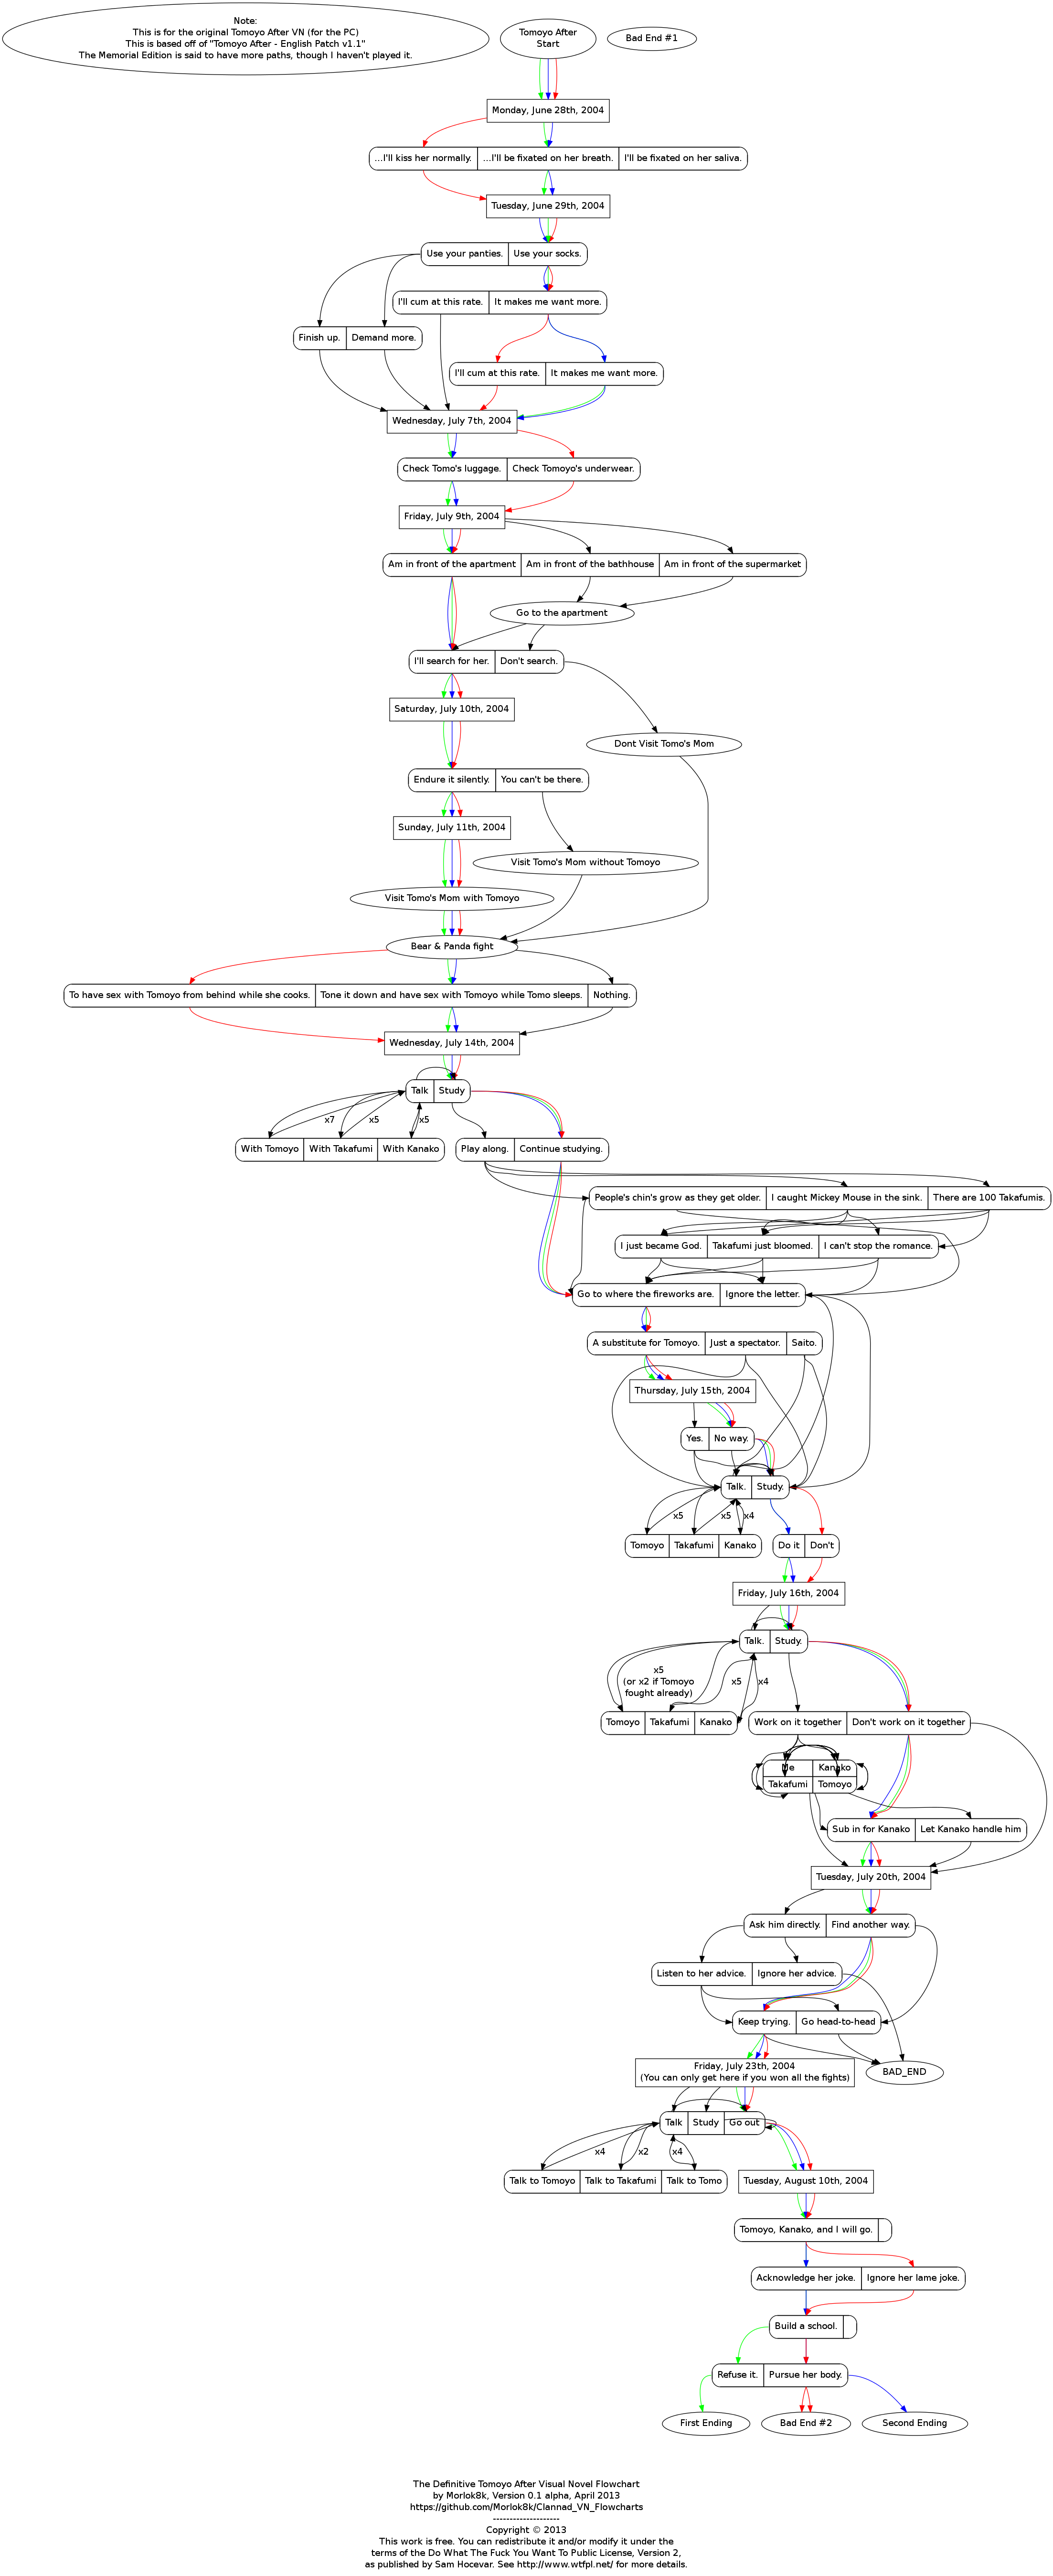 Note:
This is for the original Tomoyo After VN (for the PC)
This is based off of "Tomoyo After - English Patch v1.1"
The Memorial Edition is said to have more paths, though I haven't played it.
Tomoyo After
Start
Bad End #1
Monday, June 28th, 2004
...I'll kiss her normally.
...I'll be fixated on her breath.
I'll be fixated on her saliva.
Tuesday, June 29th, 2004
Use your panties.
Use your socks.
I'll cum at this rate.
It makes me want more.
Finish up.
Demand more.
I'll cum at this rate.
It makes me want more.
Wednesday, July 7th, 2004
Check Tomo's luggage.
Check Tomoyo's underwear.
Friday, July 9th, 2004
Am in front of the apartment
Am in front of the bathhouse
Am in front of the supermarket
Go to the apartment
I'll search for her.
Don't search.
Saturday, July 10th, 2004
Dont Visit Tomo's Mom
Endure it silently.
You can't be there.
Sunday, July 11th, 2004
Visit Tomo's Mom without Tomoyo
Visit Tomo's Mom with Tomoyo
Bear & Panda fight
To have sex with Tomoyo from behind while she cooks.
Tone it down and have sex with Tomoyo while Tomo sleeps.
Nothing.
Wednesday, July 14th, 2004
Talk
Study
x7
x5
x5
With Tomoyo
With Takafumi
With Kanako
Play along.
Continue studying.
People's chin's grow as they get older.
I caught Mickey Mouse in the sink.
There are 100 Takafumis.
I just became God.
Takafumi just bloomed.
I can't stop the romance.
Go to where the fireworks are.
Ignore the letter.
A substitute for Tomoyo.
Just a spectator.
Saito.
Thursday, July 15th, 2004
Yes.
No way.
Talk.
Study.
x5
x5
x4
Tomoyo
Takafumi
Kanako
Do it
Don't
Friday, July 16th, 2004
Talk.
Study.
x5
(or x2 if Tomoyo
fought already)
x5
x4
Tomoyo
Takafumi
Kanako
Work on it together
Don't work on it together
Me
Kanako
Takafumi
Tomoyo
Sub in for Kanako
Let Kanako handle him
Tuesday, July 20th, 2004
Ask him directly.
Find another way.
Listen to her advice.
Ignore her advice.
Keep trying.
Go head-to-head
Friday, July 23th, 2004
(You can only get here if you won all the fights)
BAD_END
Talk
Study
Go out
x4
x2
x4
Talk to Tomoyo
Talk to Takafumi
Talk to Tomo
Tuesday, August 10th, 2004
Tomoyo, Kanako, and I will go.
Acknowledge her joke.
Ignore her lame joke.
Build a school.
Refuse it.
Pursue her body.
First Ending
Bad End #2
Second Ending
The Definitive Tomoyo After Visual Novel Flowchart
by Morlok8k, Version 0.1 alpha, April 2013
https://github.com/Morlok8k/Clannad_VN_Flowcharts
--------------------
Copyright © 2013
This work is free. You can redistribute it and/or modify it under the
terms of the Do What The Fuck You Want To Public License, Version 2,
as published by Sam Hocevar. See http://www.wtfpl.net/ for more details.